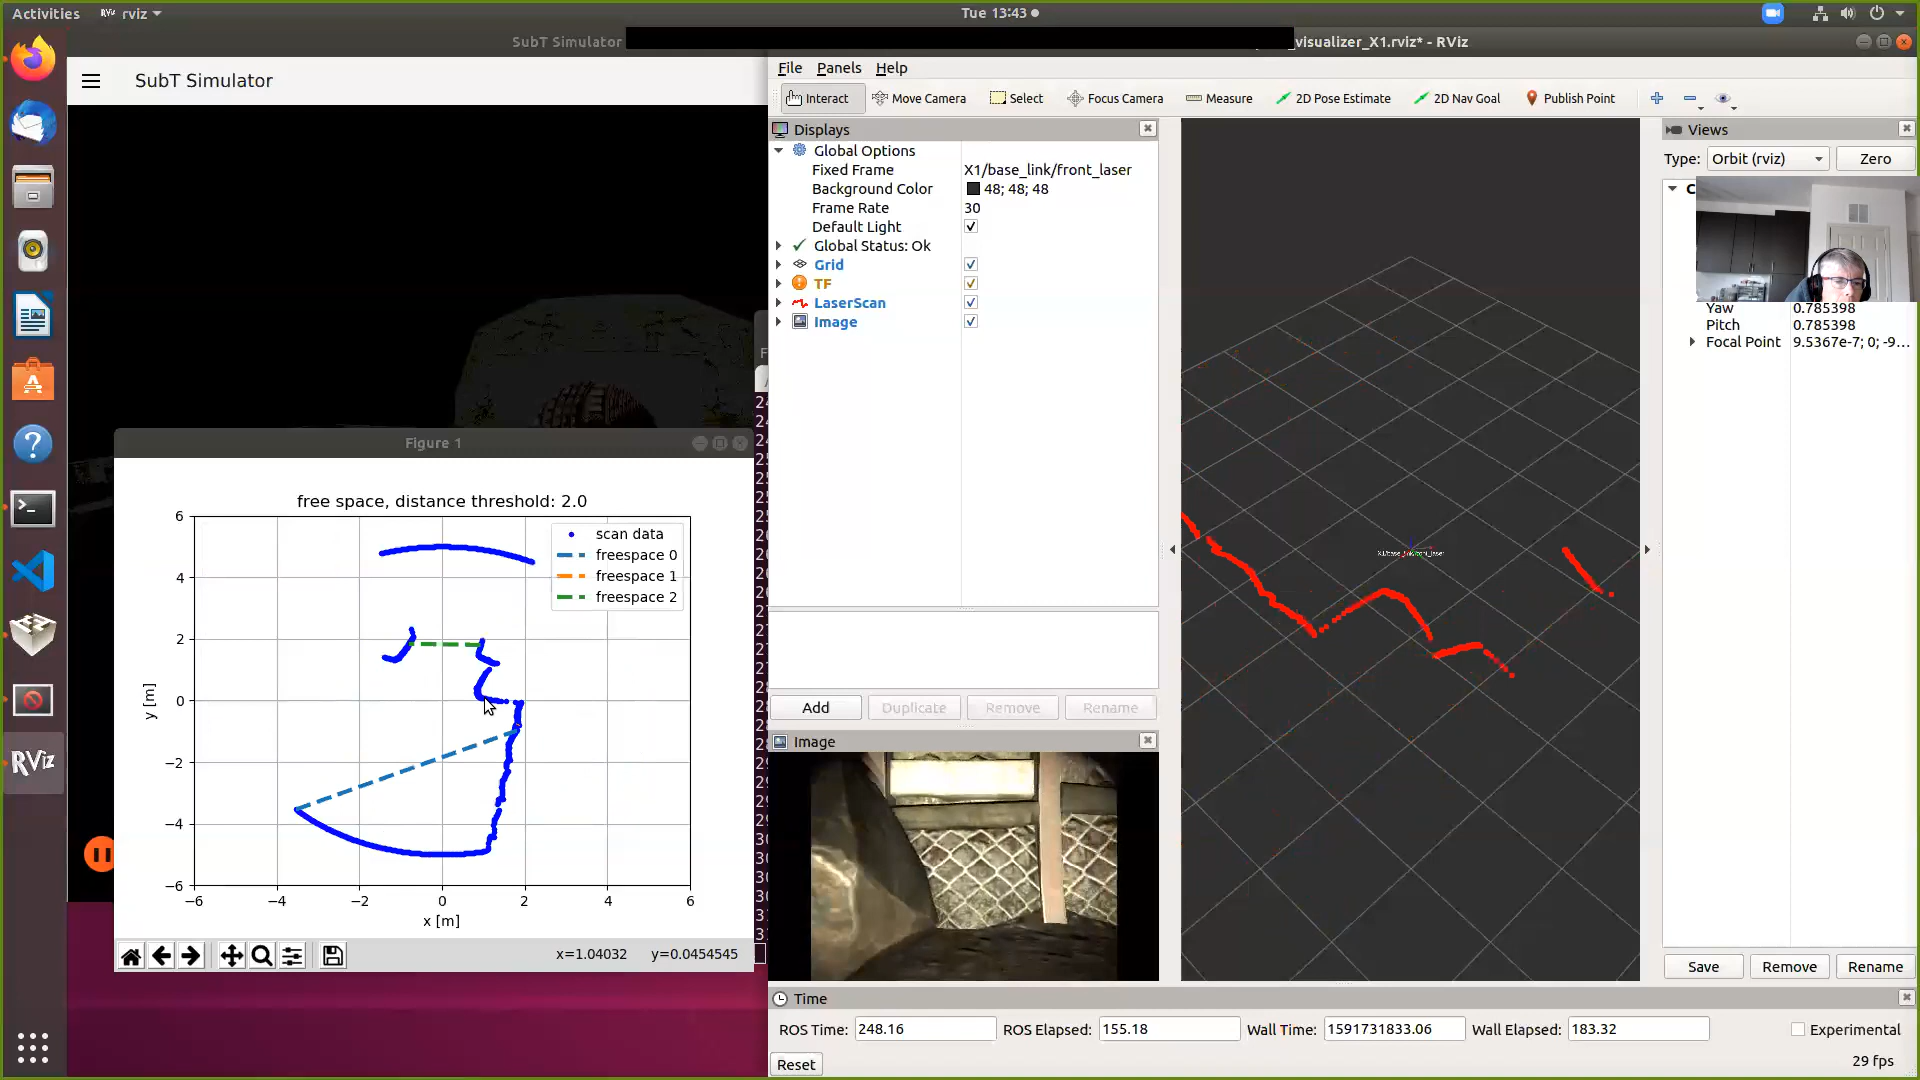 Activities
RViz rviz
Tue 13:43
SubT Simulator
_visualizer_X1.rviz* - RViz
SubT Simulator
File Panels Help
Interact
Move Camera
Select
Focus Camera
Measure
2D Pose Estimate
2D Nav Goal
Publish Point
Displays
Global Options
Fixed Frame X1/base_link/front_laser
Background Color 48; 48; 48
Frame Rate 30
Default Light
Global Status: Ok
Grid
TF
LaserScan
Image
Views
Type: Orbit (rviz) Zero
Yaw 0.785398
Pitch 0.785398
Focal Point 9.5367e-7; 0; -9...
X1/base_link/front_laser
Figure 1
free space, distance threshold: 2.0
scan data
freespace 0
freespace 1
freespace 2
6
4
2
0
−2
−4
−6
y [m]
−6 −4 −2 0 2 4 6
x [m]
x=1.04032 y=0.0454545
Add Duplicate Remove Rename
Image
Save Remove Rename
Time
ROS Time: 248.16 ROS Elapsed: 155.18 Wall Time: 1591731833.06 Wall Elapsed: 183.32 Experimental
Reset
29 fps
RViz